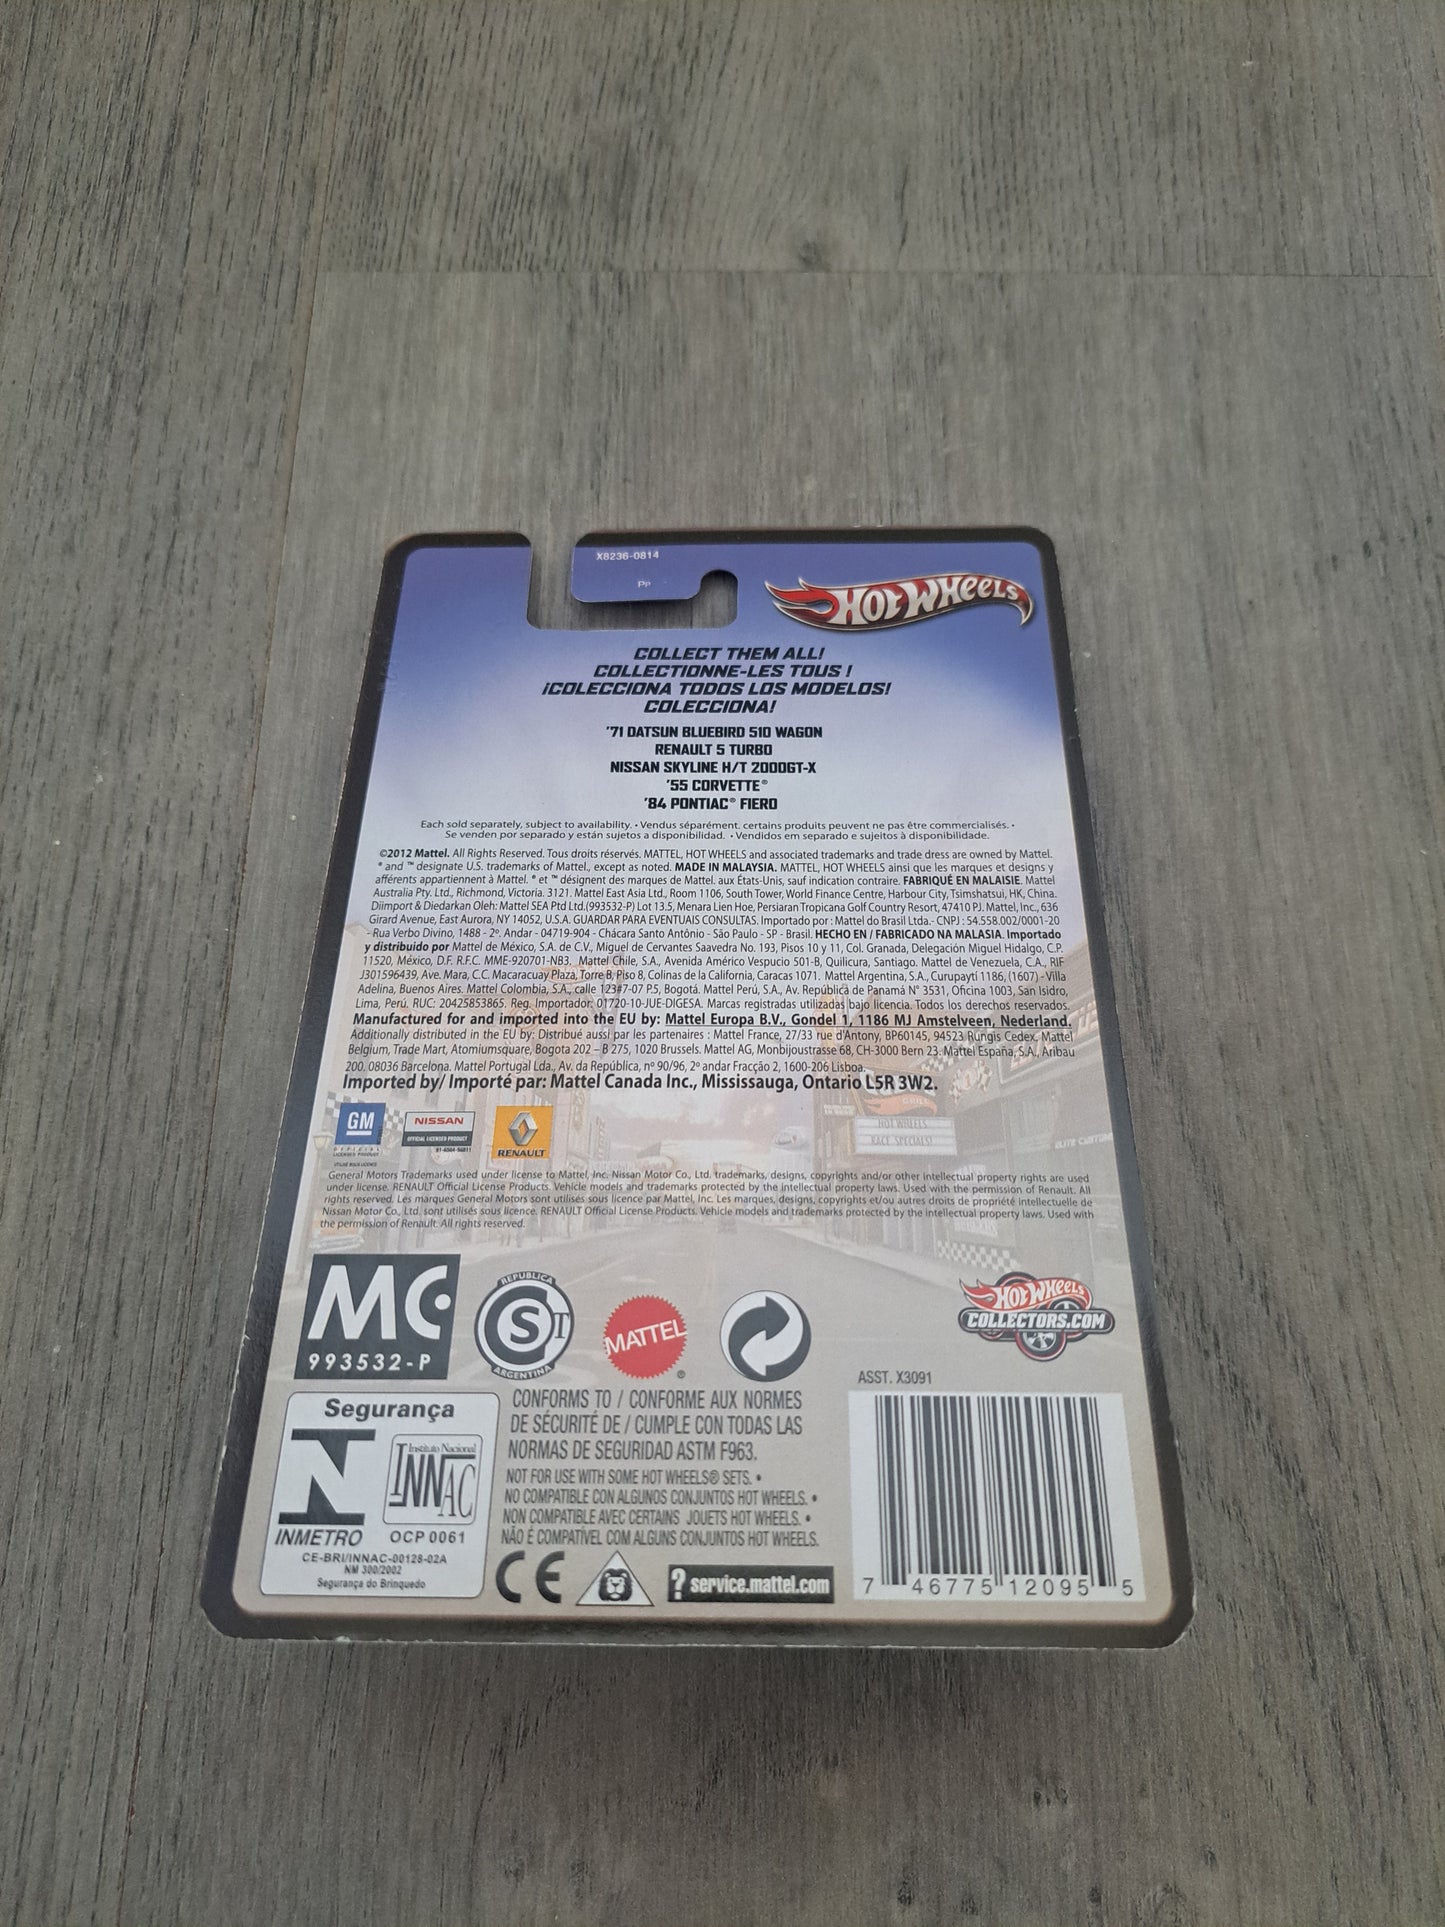 X8236-0814
PP
HOT WHEELS
COLLECT THEM ALL!
COLLECTIONNE-LES TOUS !
¡COLECCIONA TODOS LOS MODELOS!
COLECCIONA!
'71 DATSUN BLUEBIRD 510 WAGON
RENAULT 5 TURBO
NISSAN SKYLINE H/T 2000GT-X
'55 CORVETTE®
'84 PONTIAC® FIERO
Each sold separately, subject to availability. • Vendus séparément. certains produits peuvent ne pas être commercialisés. •
Se venden por separado y están sujetos a disponibilidad. • Vendidos em separado e sujeitos à disponibilidade.
©2012 Mattel. All Rights Reserved. Tous droits réservés. MATTEL, HOT WHEELS and associated trademarks and trade dress are owned by Mattel.
® and ™ designate U.S. trademarks of Mattel, except as noted. MADE IN MALAYSIA. MATTEL, HOT WHEELS ainsi que les marques et designs y
afférents appartiennent à Mattel. ® et ™ désignent des marques de Mattel aux États-Unis, sauf indication contraire. FABRIQUÉ EN MALAISIE. Mattel
Australia Pty. Ltd., Richmond, Victoria. 3121. Mattel East Asia Ltd., Room 1106, South Tower, World Finance Centre, Harbour City, Tsimshatsui, HK, China.
Diimport & Diedarkan Oleh: Mattel SEA Ptd Ltd.(993532-P) Lot 13.5, Menara Lien Hoe, Persiaran Tropicana Golf Country Resort, 47410 PJ. Mattel, Inc., 636
Girard Avenue, East Aurora, NY 14052, U.S.A. GUARDAR PARA EVENTUAIS CONSULTAS. Importado por : Mattel do Brasil Ltda.- CNPJ : 54.558.002/0001-20
- Rua Verbo Divino, 1488 - 2º. Andar - 04719-904 - Chácara Santo Antônio - São Paulo - SP - Brasil. HECHO EN / FABRICADO NA MALASIA. Importado
y distribuido por Mattel de México, S.A. de C.V., Miguel de Cervantes Saavedra No. 193, Pisos 10 y 11, Col. Granada, Delegación Miguel Hidalgo, C.P.
11520, México, D.F. R.F.C. MME-920701-NB3. Mattel Chile, S.A., Avenida Américo Vespucio 501-B, Quilicura, Santiago. Mattel de Venezuela, C.A., RIF
J301596439, Ave. Mara, C.C. Macaracuay Plaza, Torre B, Piso 8, Colinas de la California, Caracas 1071. Mattel Argentina, S.A., Curupaytí 1186, (1607) - Villa
Adelina, Buenos Aires. Mattel Colombia, S.A., calle 123#7-07 P.5, Bogotá. Mattel Perú, S.A., Av. República de Panamá N° 3531, Oficina 1003, San Isidro,
Lima, Perú. RUC: 20425853865. Reg. Importador: 01720-10-JUE-DIGESA. Marcas registradas utilizadas bajo licencia. Todos los derechos reservados.
Manufactured for and imported into the EU by: Mattel Europa B.V., Gondel 1, 1186 MJ Amstelveen, Nederland.
Additionally distributed in the EU by: Distribué aussi par les partenaires : Mattel France, 27/33 rue d'Antony, BP60145, 94523 Rungis Cedex, Mattel
Belgium, Trade Mart, Atomiumsquare, Bogota 202 – B 275, 1020 Brussels. Mattel AG, Monbijoustrasse 68, CH-3000 Bern 23. Mattel España, S.A., Aribau
200. 08036 Barcelona. Mattel Portugal Lda., Av. da República, nº 90/96, 2º andar Fracção 2, 1600-206 Lisboa.
Imported by/ Importé par: Mattel Canada Inc., Mississauga, Ontario L5R 3W2.
GM
OFFICIAL
LICENSED PRODUCT
UTILISÉ SOUS LICENCE
NISSAN
OFFICIAL LICENSED PRODUCT
RENAULT
HOT WHEELS
RACE SPECIALS!
General Motors Trademarks used under license to Mattel, Inc. Nissan Motor Co., Ltd. trademarks, designs, copyrights and/or other intellectual property rights are used
under license. RENAULT Official License Products. Vehicle models and trademarks protected by the intellectual property laws. Used with the permission of Renault. All
rights reserved. Les marques General Motors sont utilisés sous licence par Mattel, Inc. Les marques, designs, copyrights et/ou autres droits de propriété intellectuelle de
Nissan Motor Co., Ltd. sont utilisés sous licence. RENAULT Official License Products. Vehicle models and trademarks protected by the intellectual property laws. Used with
the permission of Renault. All rights reserved.
MC
993532-P
REPUBLICA
S T
ARGENTINA
MATTEL®
HOT WHEELS
COLLECTORS.COM
ASST. X3091
Segurança
N
INMETRO
Instituto Nacional
INNAC
OCP 0061
CE-BRI/INNAC-00128-02A
NM 300/2002
Segurança do Brinquedo
CONFORMS TO / CONFORME AUX NORMES
DE SÉCURITÉ DE / CUMPLE CON TODAS LAS
NORMAS DE SEGURIDAD ASTM F963.
NOT FOR USE WITH SOME HOT WHEELS® SETS. •
NO COMPATIBLE CON ALGUNOS CONJUNTOS HOT WHEELS. •
NON COMPATIBLE AVEC CERTAINS JOUETS HOT WHEELS. •
NÃO É COMPATÍVEL COM ALGUNS CONJUNTOS HOT WHEELS.
CE
? service.mattel.com
7 46775 12095 5